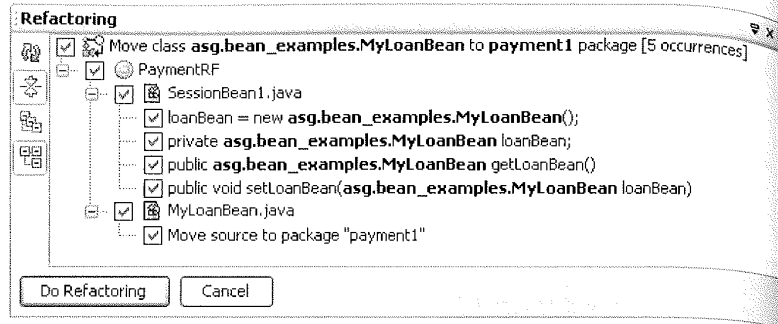 Refactoring
Move class asg.bean_examples.MyLoanBean to payment1 package [5 occurrences]
PaymentRF
SessionBean1.java
loanBean = new asg.bean_examples.MyLoanBean();
private asg.bean_examples.MyLoanBean loanBean;
public asg.bean_examples.MyLoanBean getLoanBean()
public void setLoanBean(asg.bean_examples.MyLoanBean loanBean)
MyLoanBean.java
Move source to package "payment1"
Do Refactoring Cancel